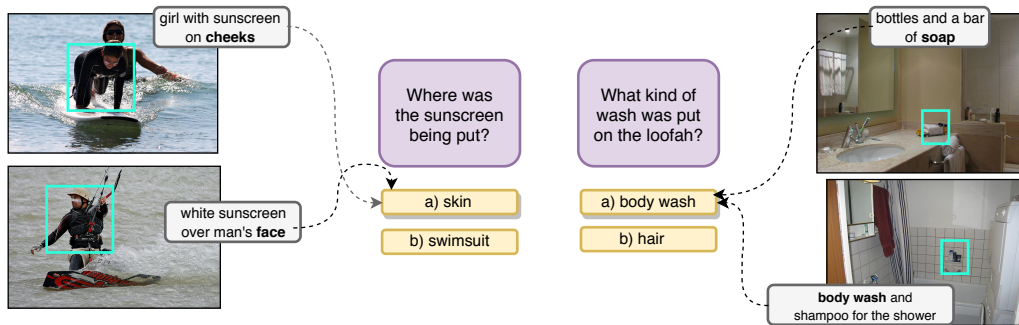 girl with sunscreen
on cheeks
white sunscreen
over man's face
Where was
the sunscreen
being put?
a) skin
b) swimsuit
What kind of
wash was put
on the loofah?
a) body wash
b) hair
bottles and a bar
of soap
body wash and
shampoo for the shower